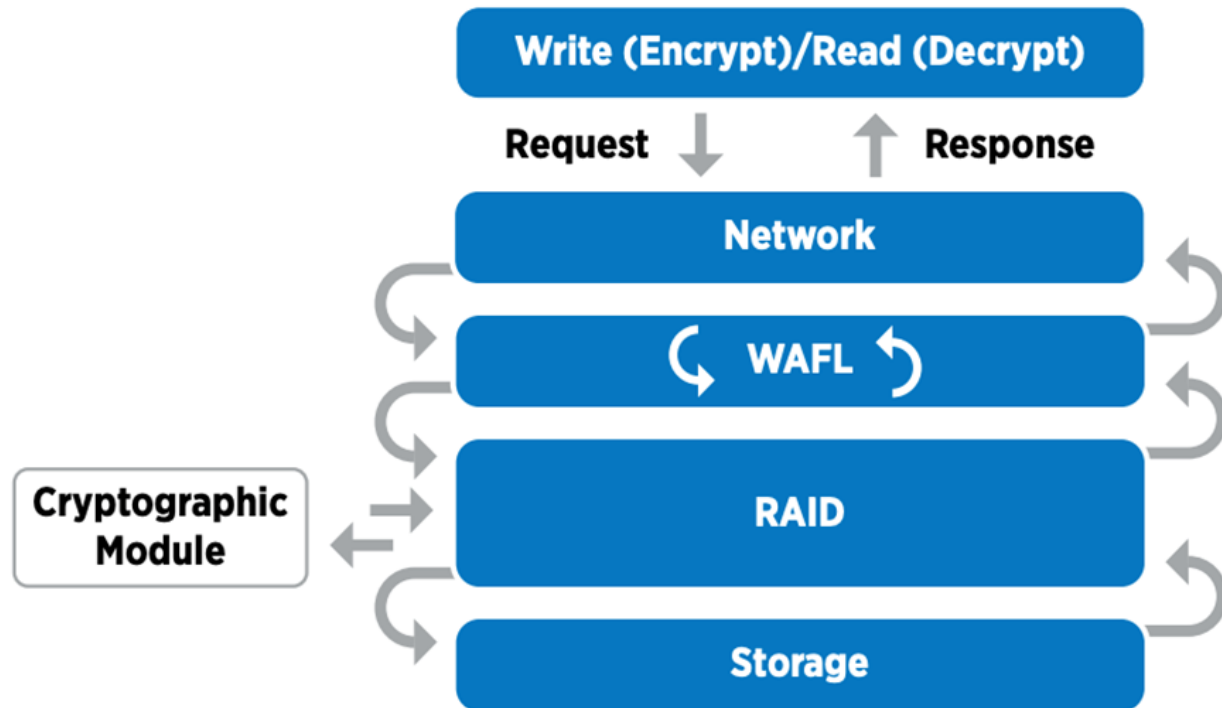 Write (Encrypt)/Read (Decrypt)
Request
Response
Network
WAFL
RAID
Cryptographic
Module
Storage